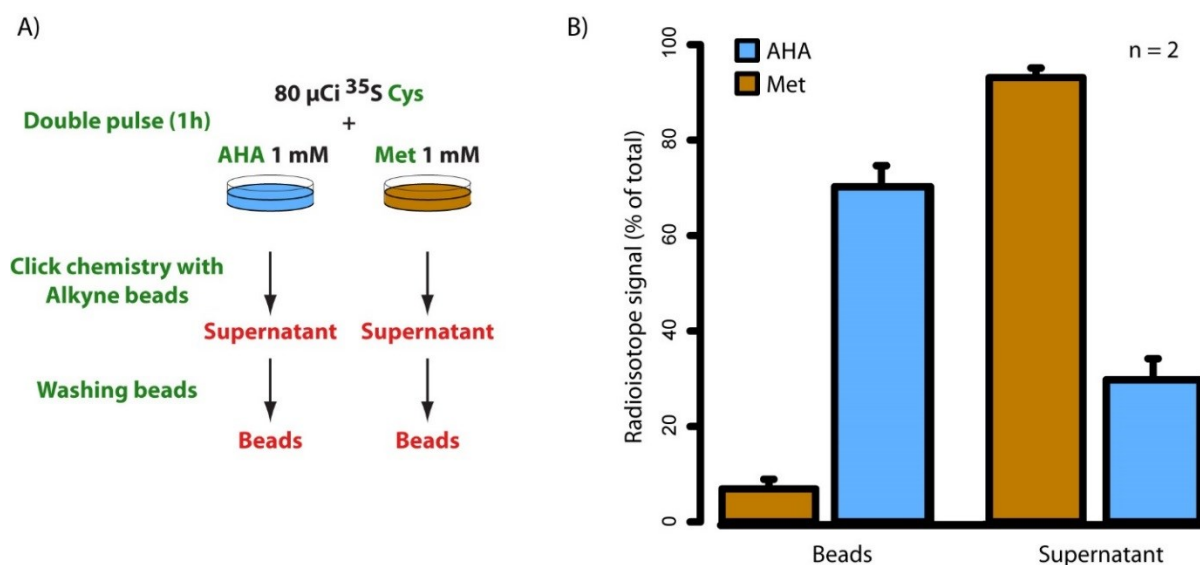 A)
80 μCi ³⁵S Cys
Double pulse (1h)
+
AHA 1 mM
Met 1 mM
Click chemistry with
Alkyne beads
Supernatant
Supernatant
Washing beads
Beads
Beads
B)
AHA
Met
n = 2
Radioisotope signal (% of total)
100
80
60
40
20
0
Beads
Supernatant